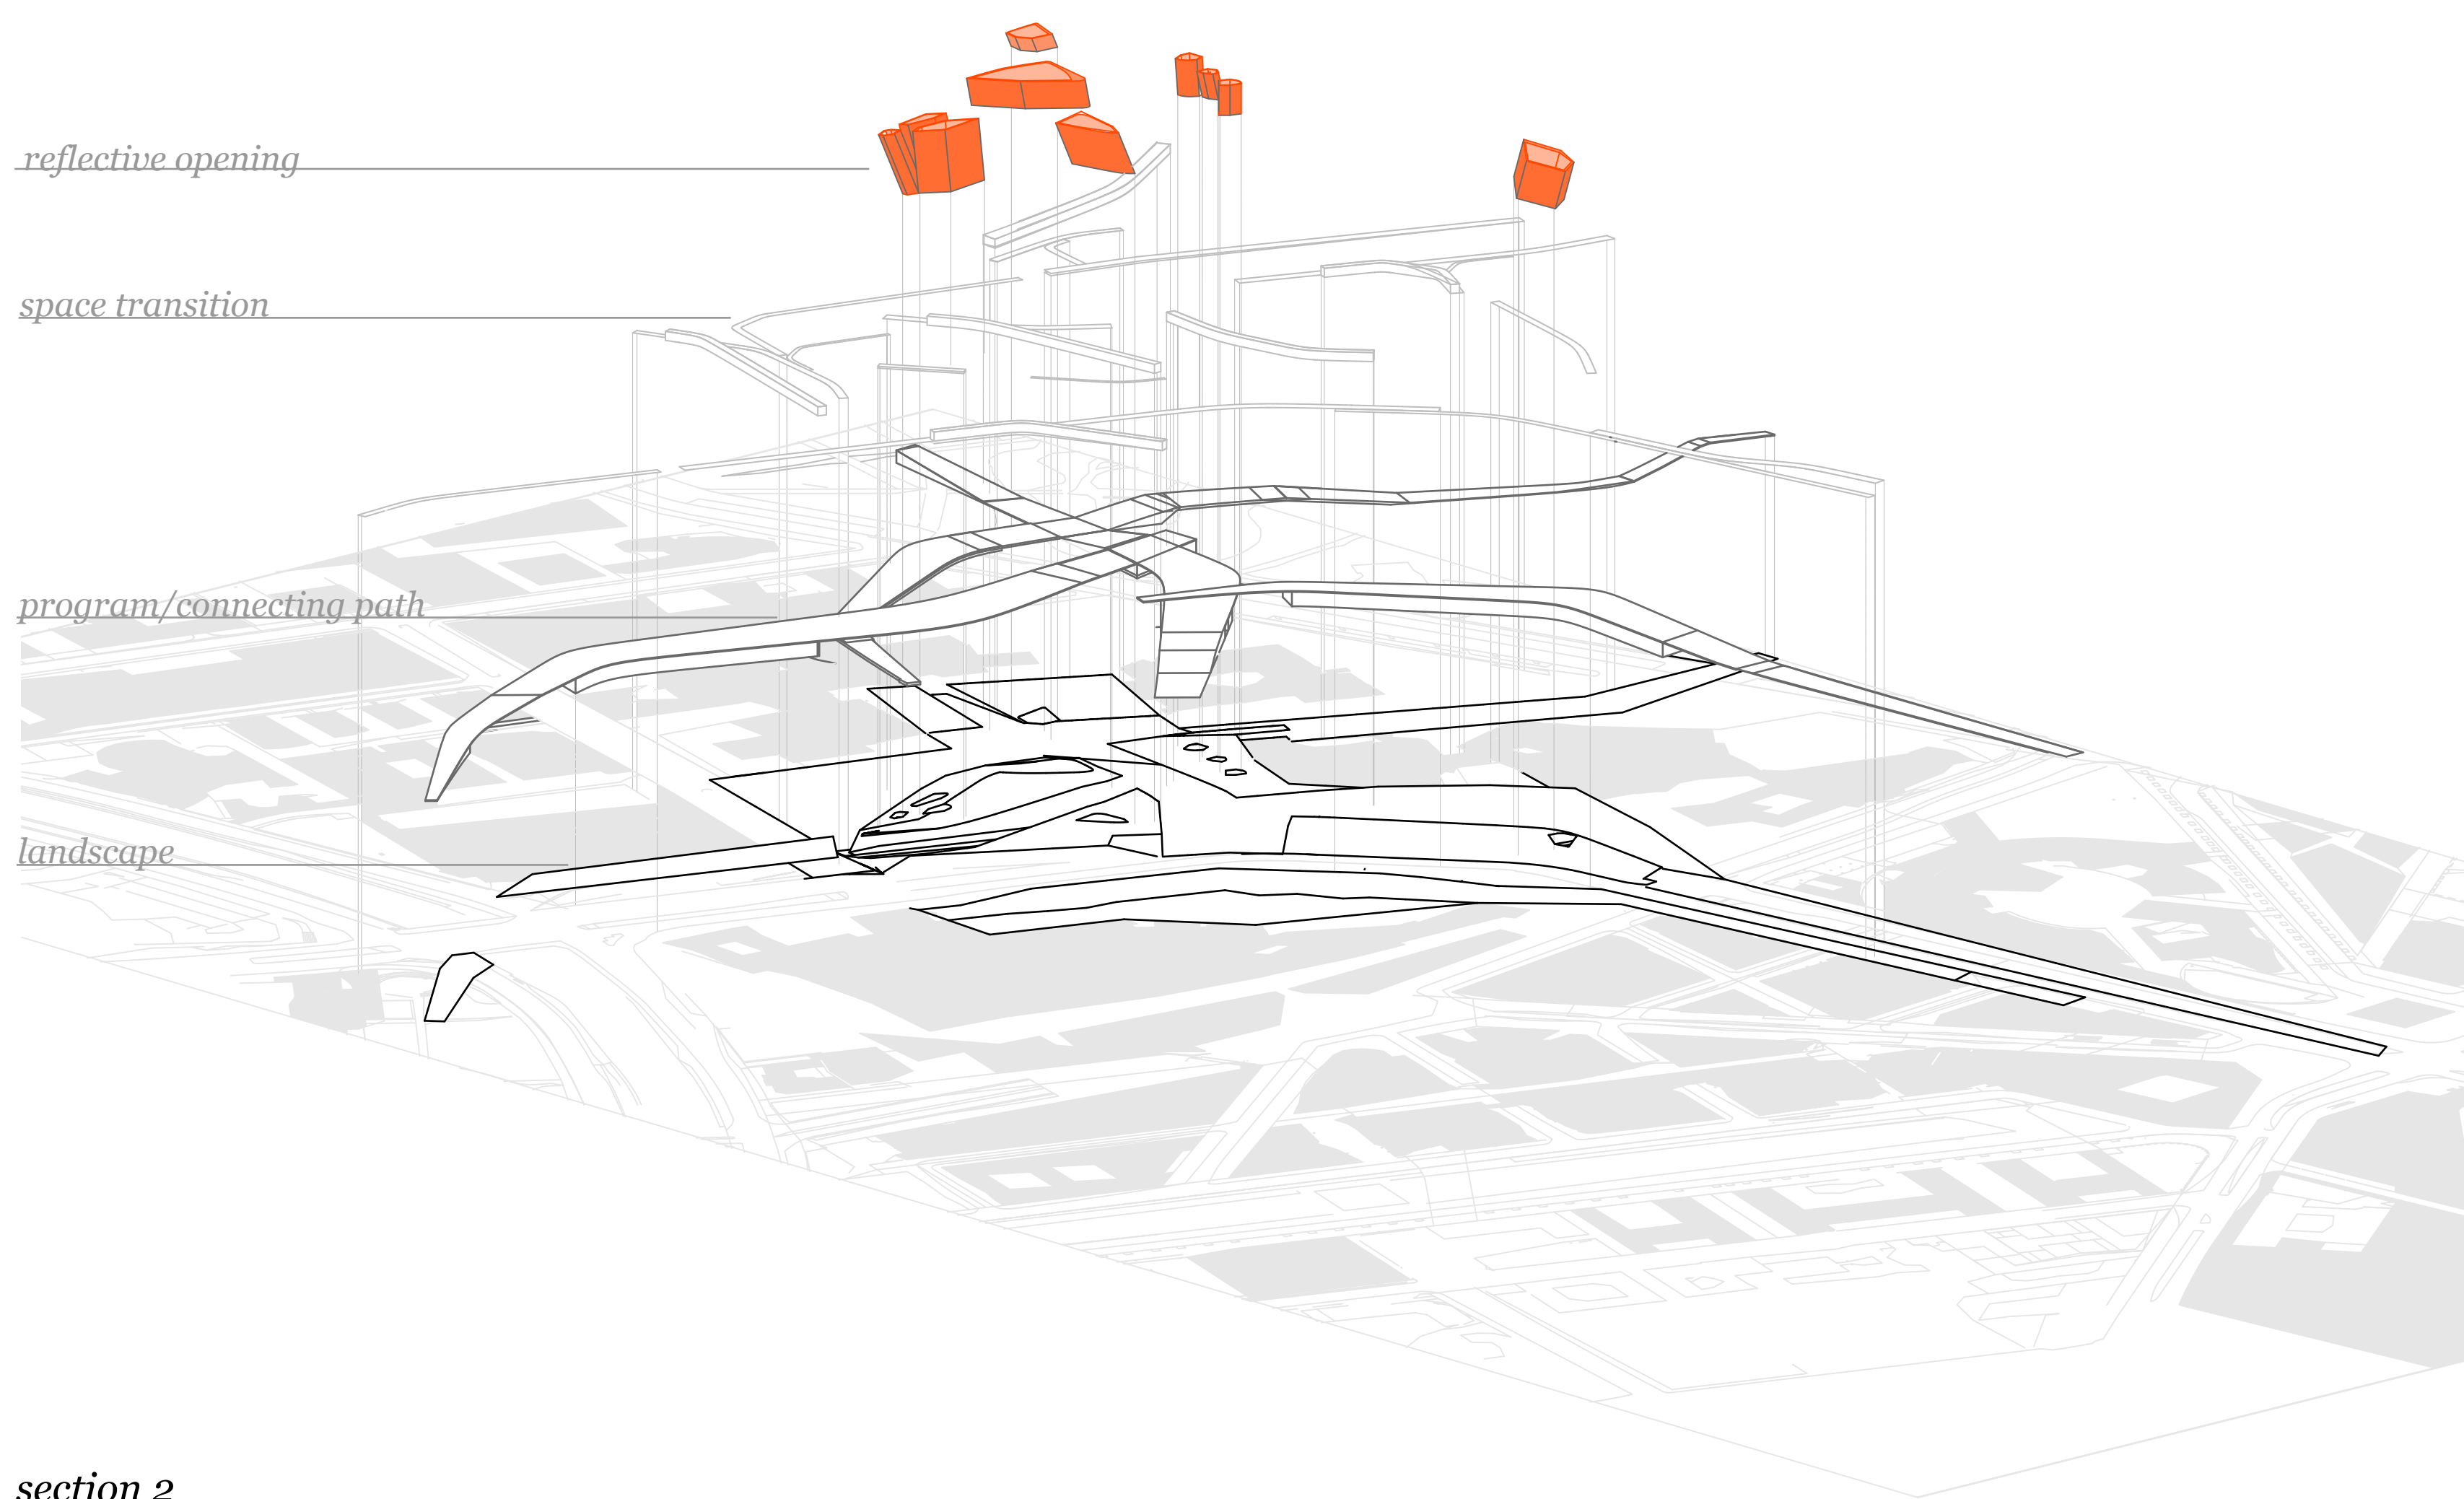 reflective opening
space transition
program/connecting path
landscape
section 2